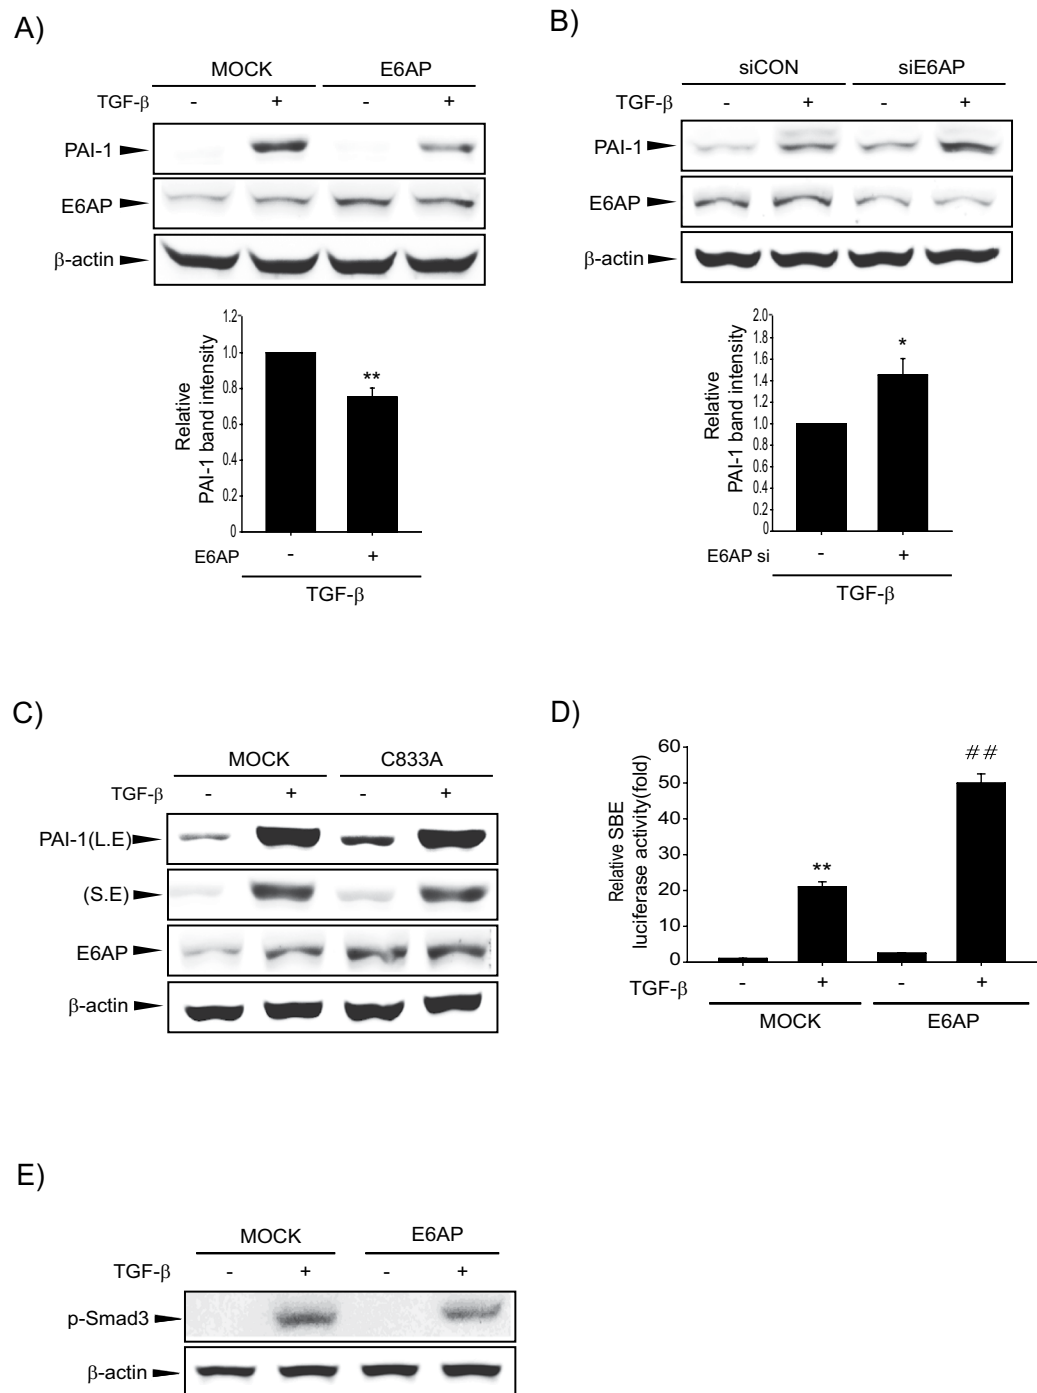 A)
MOCK E6AP
TGF-β - + - +
PAI-1
E6AP
β-actin
1.2
1.0
0.8
0.6
0.4
0.2
0
Relative
PAI-1 band intensity
**
E6AP - +
TGF-β
B)
siCON siE6AP
TGF-β - + - +
PAI-1
E6AP
β-actin
2.0
1.8
1.6
1.4
1.2
1.0
0.8
0.6
0.4
0.2
0
Relative
PAI-1 band intensity
*
E6AP si - +
TGF-β
C)
MOCK C833A
TGF-β - + - +
PAI-1(L.E)
(S.E)
E6AP
β-actin
D)
60
50
40
30
20
10
0
Relative SBE
luciferase activity(fold)
**
##
TGF-β - + - +
MOCK E6AP
E)
MOCK E6AP
TGF-β - + - +
p-Smad3
β-actin